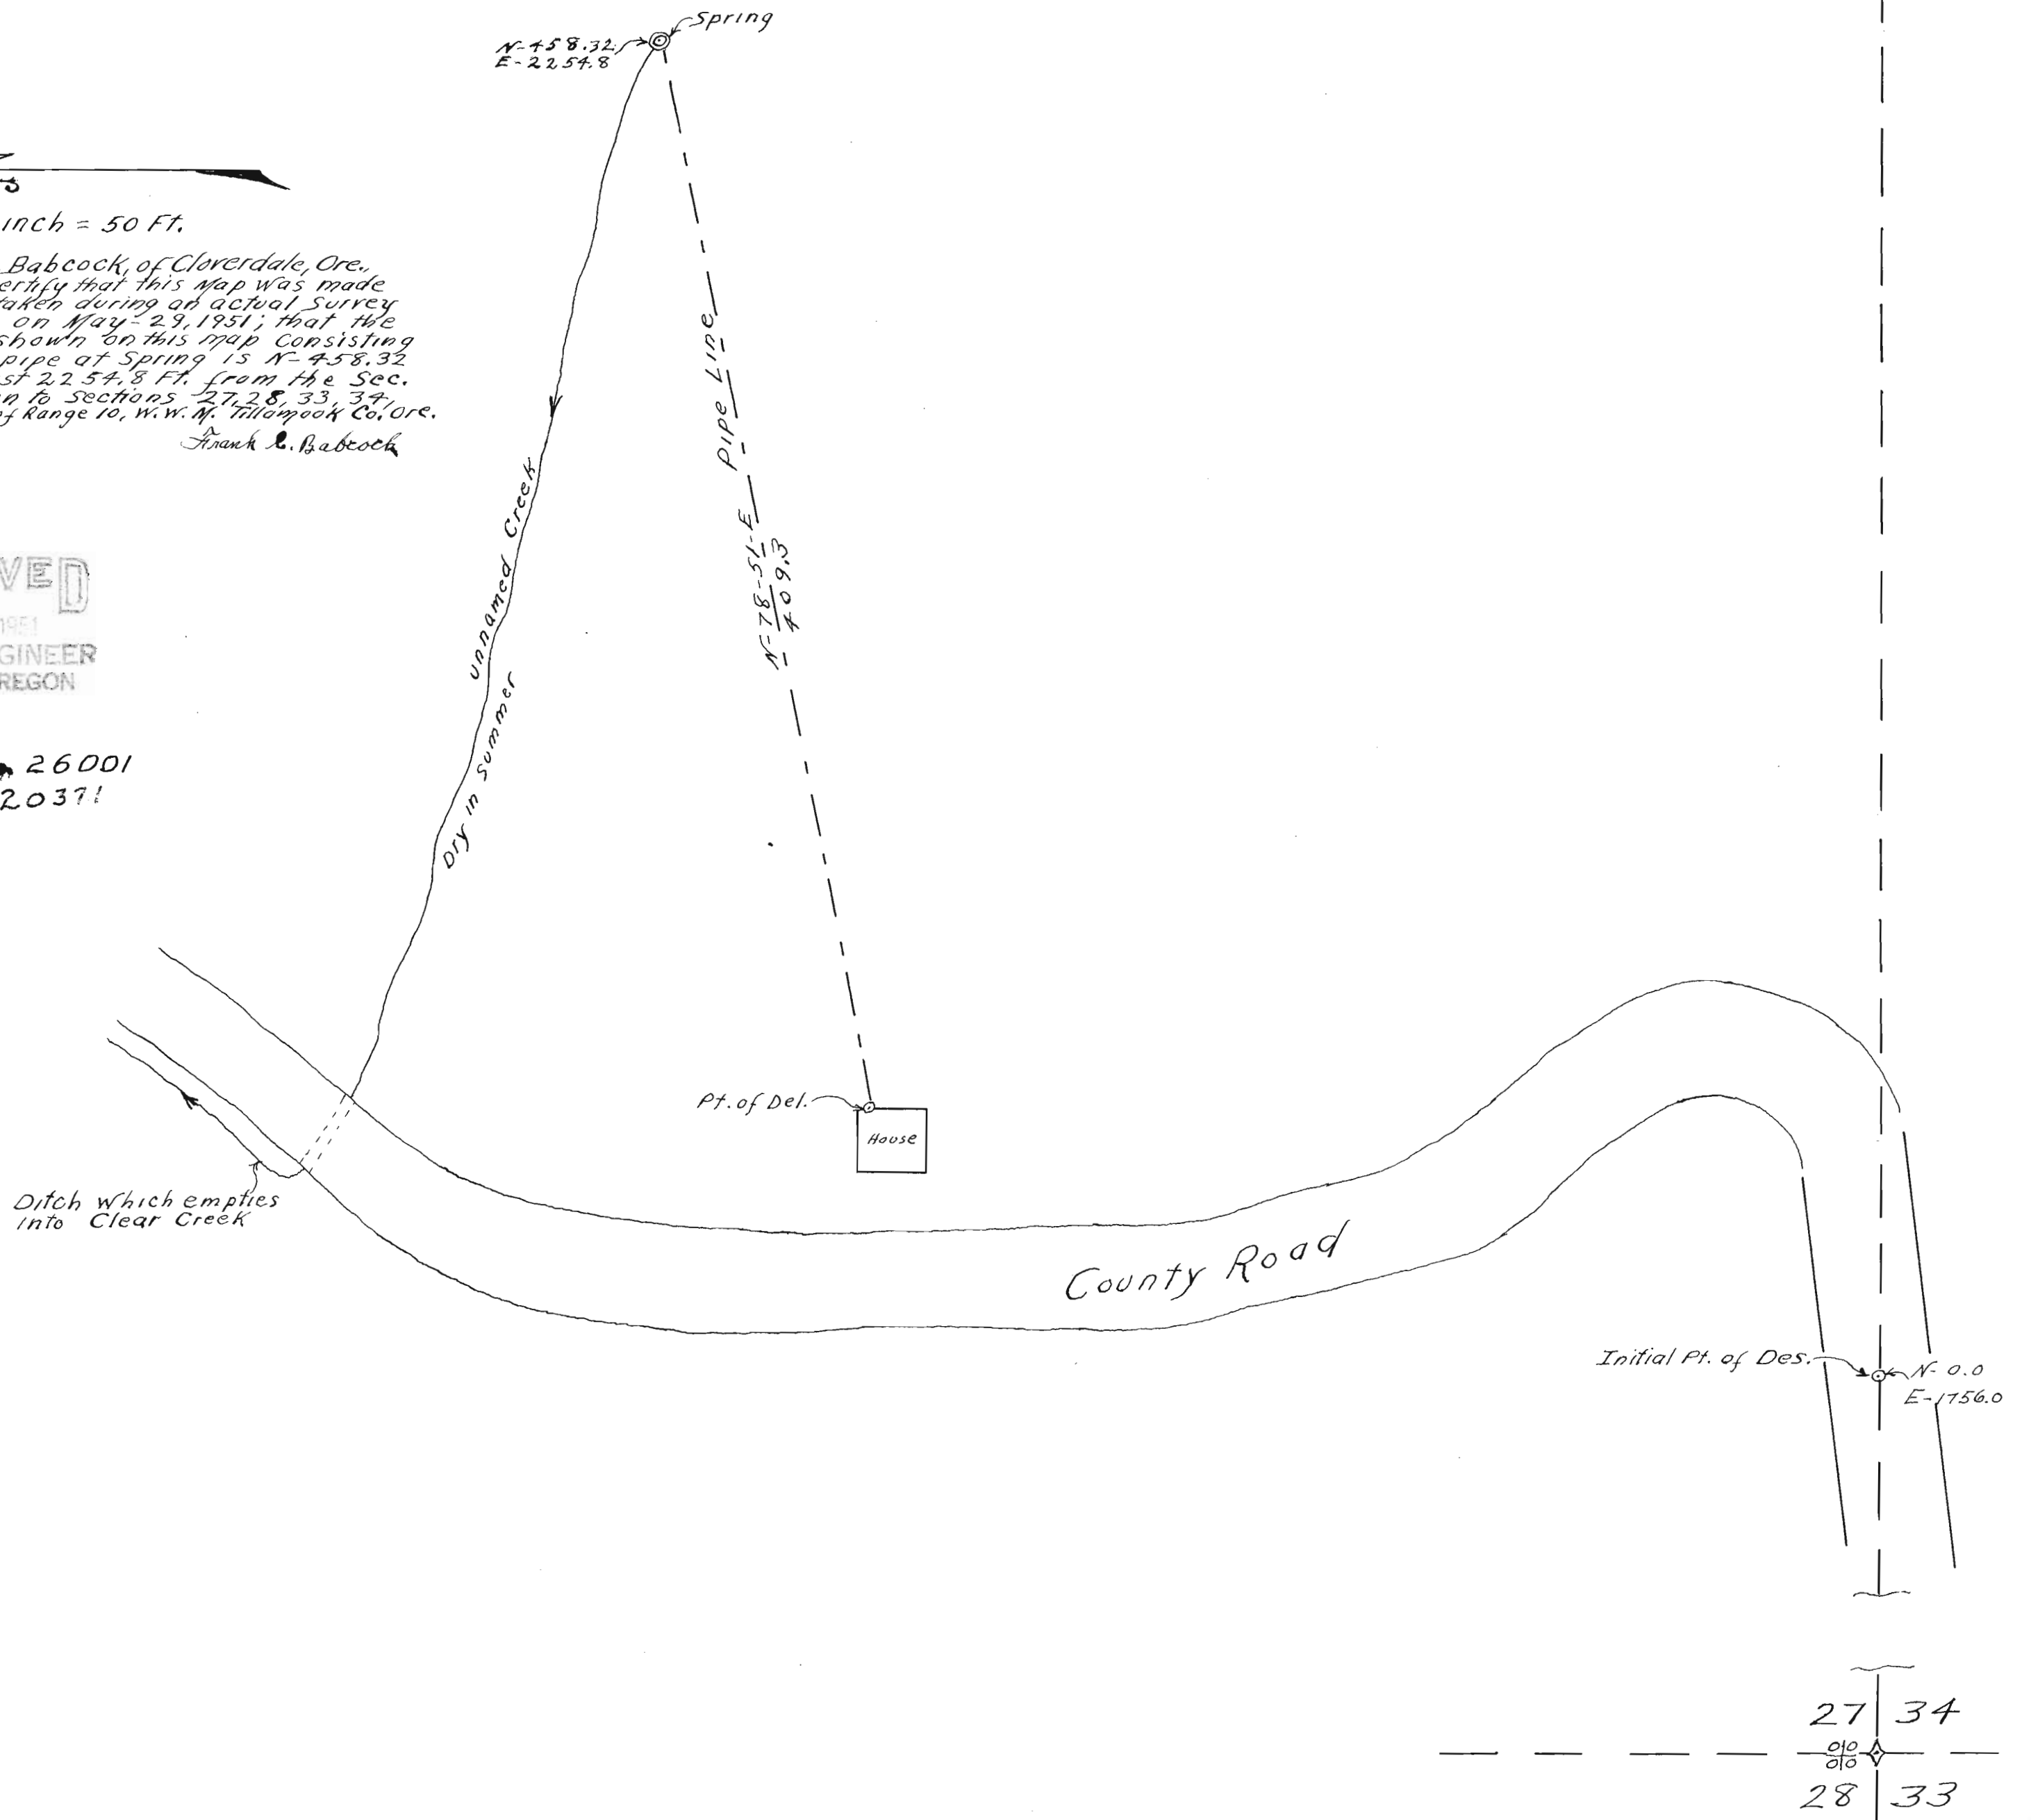 Spring
N-458.32
E-2254.8
inch = 50 Ft.
Babcock, of Cloverdale, Ore.,
ertify that this Map was made
taken during an actual Survey
on May-29, 1951; that the
shown on this map consisting
pipe at Spring is N-458.32
st 2254.8 Ft. from the Sec.
n to Sections 27, 28, 33, 34,
of Range 10, W.W.M. Tillamook Co. Ore.
Frank C. Babcock
Pipe Line
N-78-51-E
409.3
Unnamed Creek
Dry in Summer
VED
1951
GINEER
REGON
26001
20371
Pt. of Del.
House
Ditch Which empties
into Clear Creek
County Road
Initial Pt. of Des.
N-0.0
E-1756.0
27 34
0|0
0|0
28 33